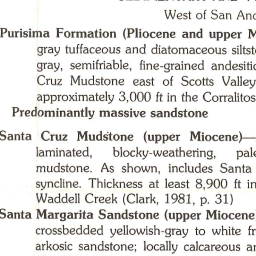 West of San And
Purisima Formation (Pliocene and upper M
gray tuffaceous and diatomaceous siltst
gray, semifriable, fine-grained andesitic
Cruz Mudstone east of Scotts Valley
approximately 3,000 ft in the Corralitos
Predominantly massive sandstone
Santa Cruz Mudstone (upper Miocene)—
laminated, blocky-weathering, pale
mudstone. As shown, includes Santa
syncline. Thickness at least 8,900 ft in
Waddell Creek (Clark, 1981, p. 31)
Santa Margarita Sandstone (upper Miocene
crossbedded yellowish-gray to white fr
arkosic sandstone; locally calcareous an